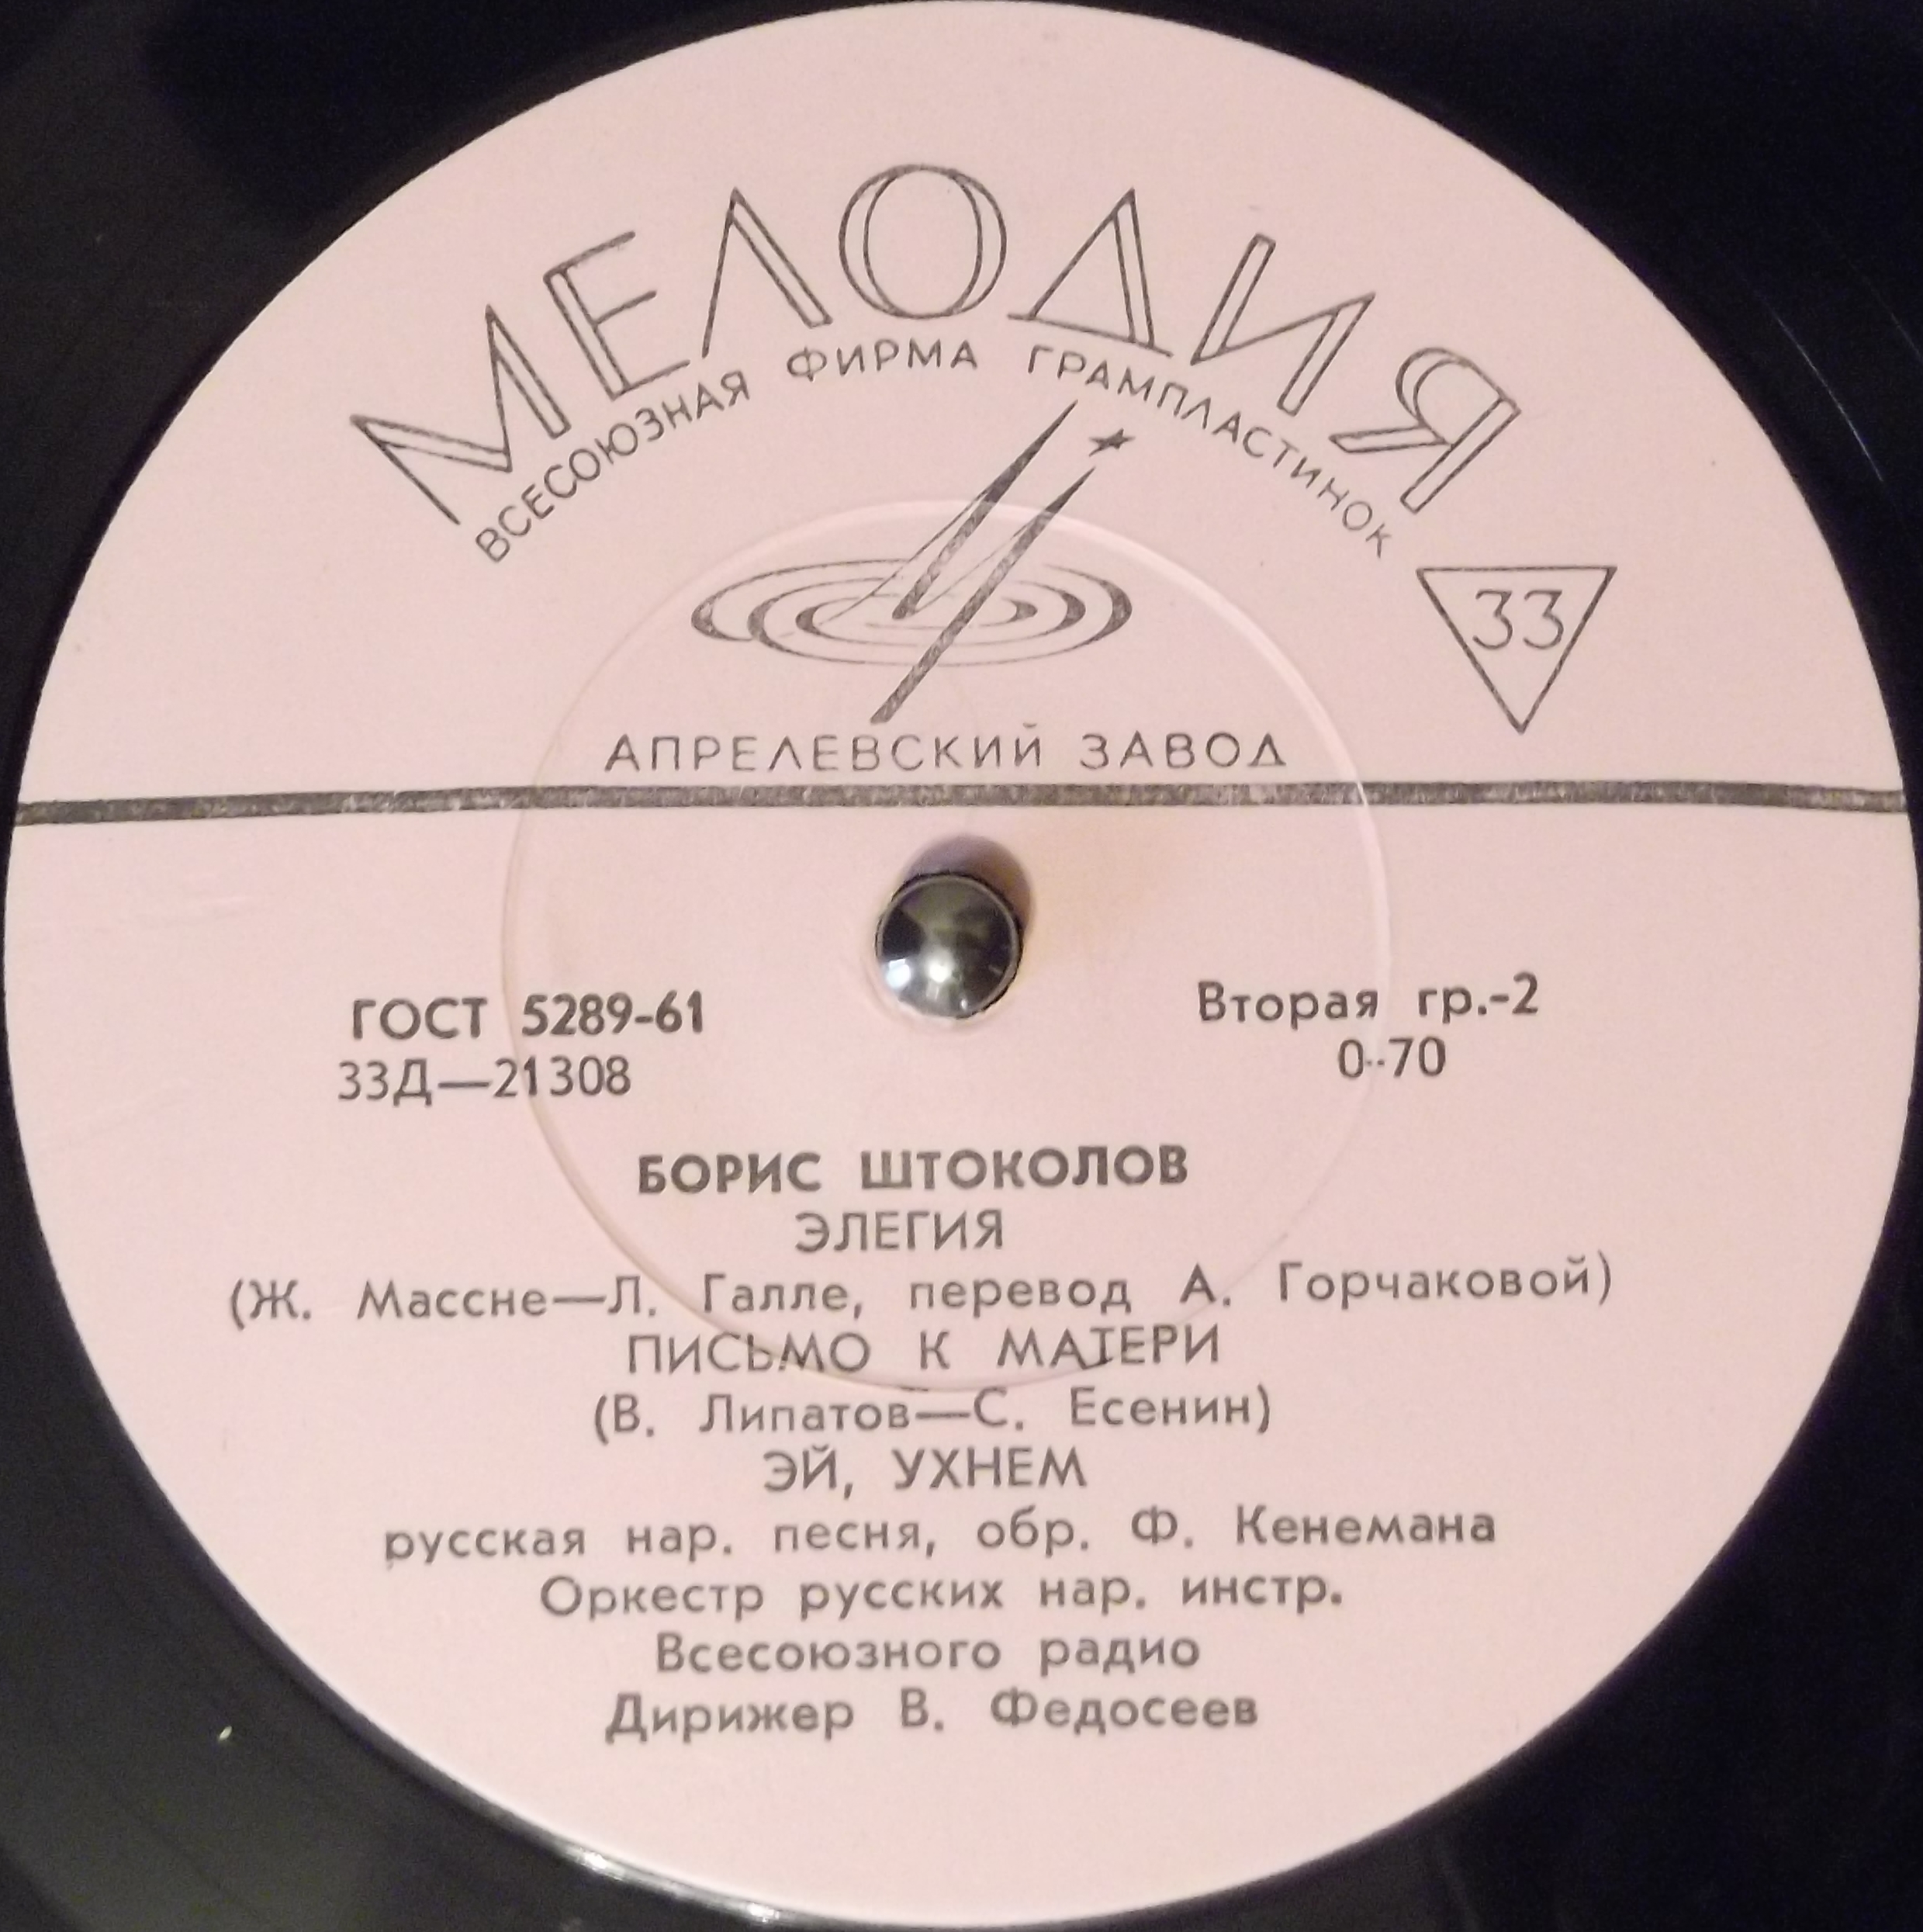 МЕЛОДИЯ
ВСЕСОЮЗНАЯ ФИРМА ГРАМПЛАСТИНОК
33
АПРЕЛЕВСКИЙ ЗАВОД
ГОСТ 5289-61 Вторая гр.-2
33Д—21308 0--70
БОРИС ШТОКОЛОВ
ЭЛЕГИЯ
(Ж. Массне—Л. Галле, перевод А. Горчаковой)
ПИСЬМО К МАТЕРИ
(В. Липатов—С. Есенин)
ЭЙ, УХНЕМ
русская нар. песня, обр. Ф. Кенемана
Оркестр русских нар. инстр.
Всесоюзного радио
Дирижер В. Федосеев